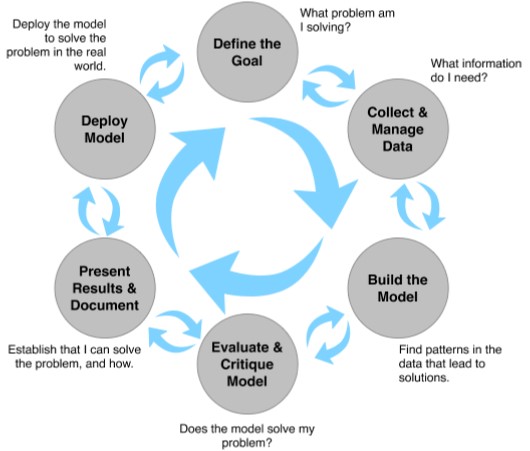 What problem am
I solving?
Define the
Goal
What information
do I need?
Collect &
Manage
Data
Build the
Model
Find patterns in the
data that lead to
solutions.
Evaluate &
Critique
Model
Does the model solve my
problem?
Present
Results &
Document
Establish that I can solve
the problem, and how.
Deploy
Model
Deploy the model
to solve the
problem in the real
world.